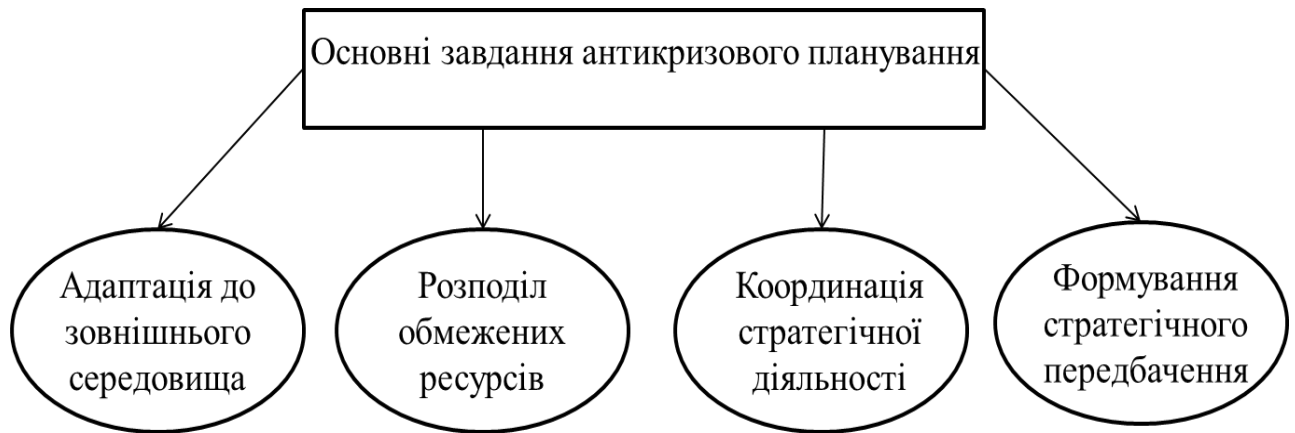 Основні завдання антикризового планування
Адаптація до
зовнішнього
середовища
Розподіл
обмежених
ресурсів
Координація
стратегічної
діяльності
Формування
стратегічного
передбачення